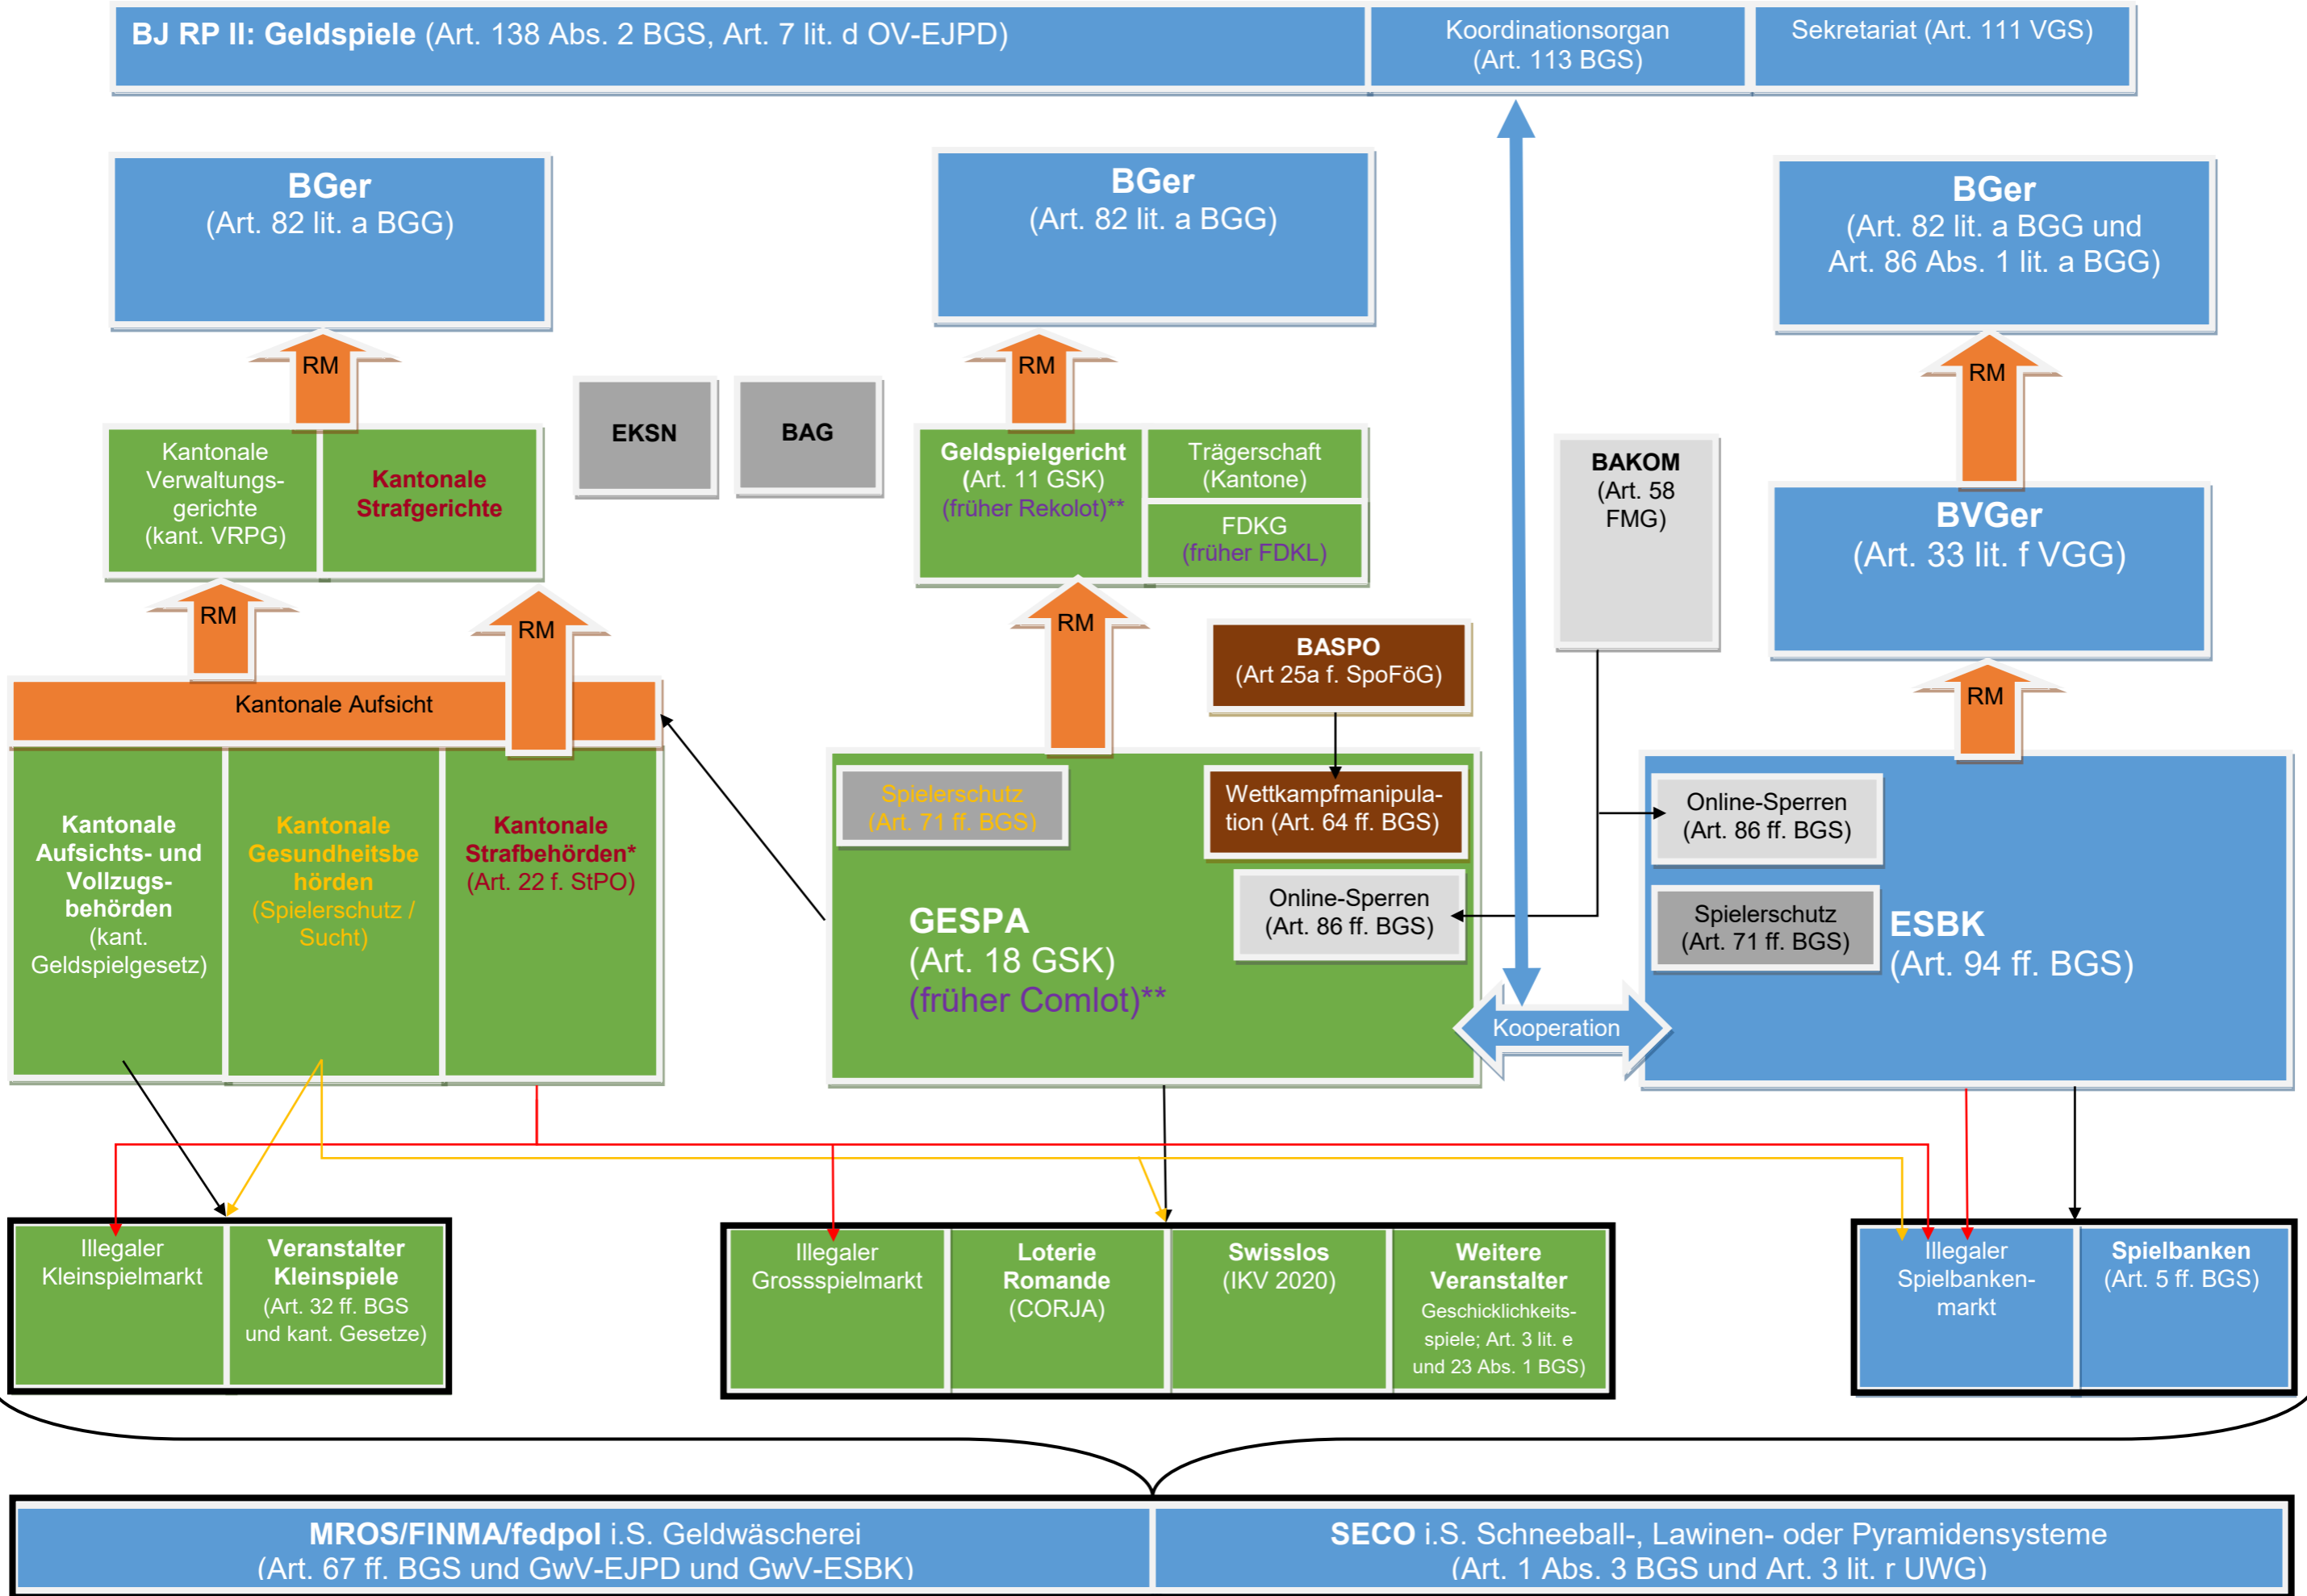 BJ RP II: Geldspiele (Art. 138 Abs. 2 BGS, Art. 7 lit. d OV-EJPD)
Koordinationsorgan
(Art. 113 BGS)
Sekretariat (Art. 111 VGS)
BGer
(Art. 82 lit. a BGG)
BGer
(Art. 82 lit. a BGG)
BGer
(Art. 82 lit. a BGG und
Art. 86 Abs. 1 lit. a BGG)
RM
RM
RM
EKSN
BAG
Kantonale
Verwaltungs-
gerichte
(kant. VRPG)
Kantonale
Strafgerichte
Geldspielgericht
(Art. 11 GSK)
(früher Rekolot)**
Trägerschaft
(Kantone)
FDKG
(früher FDKL)
BAKOM
(Art. 58
FMG)
BVGer
(Art. 33 lit. f VGG)
RM
RM
RM
RM
BASPO
(Art 25a f. SpoFöG)
Kantonale Aufsicht
Kantonale
Aufsichts- und
Vollzugs-
behörden
(kant.
Geldspielgesetz)
Kantonale
Gesundheitsbe
hörden
(Spielerschutz /
Sucht)
Kantonale
Strafbehörden*
(Art. 22 f. StPO)
Spielerschutz
(Art. 71 ff. BGS)
Wettkampfmanipula-
tion (Art. 64 ff. BGS)
Online-Sperren
(Art. 86 ff. BGS)
GESPA
(Art. 18 GSK)
(früher Comlot)**
Online-Sperren
(Art. 86 ff. BGS)
Spielerschutz
(Art. 71 ff. BGS)
ESBK
(Art. 94 ff. BGS)
Kooperation
Illegaler
Kleinspielmarkt
Veranstalter
Kleinspiele
(Art. 32 ff. BGS
und kant. Gesetze)
Illegaler
Grossspielmarkt
Loterie
Romande
(CORJA)
Swisslos
(IKV 2020)
Weitere
Veranstalter
Geschicklichkeits-
spiele; Art. 3 lit. e
und 23 Abs. 1 BGS)
Illegaler
Spielbanken-
markt
Spielbanken
(Art. 5 ff. BGS)
MROS/FINMA/fedpol i.S. Geldwäscherei
(Art. 67 ff. BGS und GwV-EJPD und GwV-ESBK)
SECO i.S. Schneeball-, Lawinen- oder Pyramidensysteme
(Art. 1 Abs. 3 BGS und Art. 3 lit. r UWG)